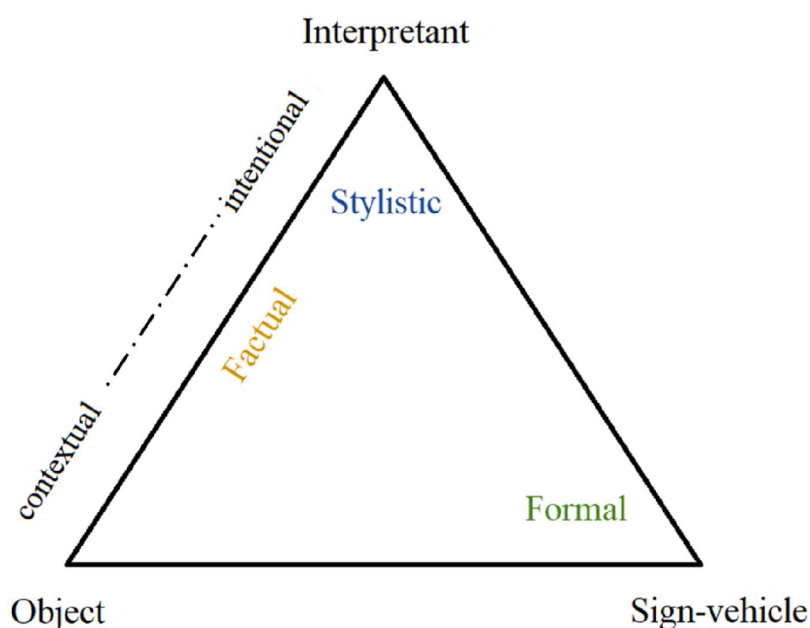 Interpretant
intentional
Stylistic
Factual
contextual
Formal
Object
Sign-vehicle